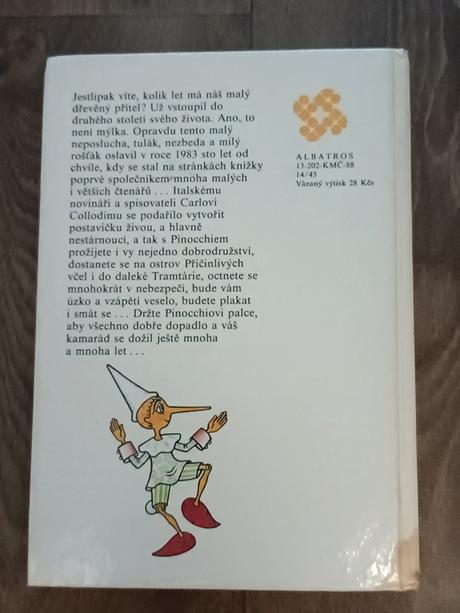 Jestlipak víte, kolik let má náš malý
dřevěný přítel? Už vstoupil do
druhého století svého života. Ano, to
není mýlka. Opravdu tento malý
neposlucha, tulák, nezbeda a milý
rošťák oslavil v roce 1983 sto let od
chvíle, kdy se stal na stránkách knížky
poprvé společníkem mnoha malých
i větších čtenářů... Italskému
novináři a spisovateli Carlovi
Collodimu se podařilo vytvořit
postavičku živou, a hlavně
nestárnoucí, a tak s Pinocchiem
prožijete i vy nejedno dobrodružství,
dostanete se na ostrov Přičinlivých
včel i do daleké Tramtárie, octnete se
mnohokrát v nebezpečí, bude vám
úzko a vzápětí veselo, budete plakat
i smát se... Držte Pinocchiovi palce,
aby všechno dobře dopadlo a váš
kamarád se dožil ještě mnoha
a mnoha let...
ALBATROS
13-202-KMČ-88
14/45
Vázaný výtisk 28 Kčs